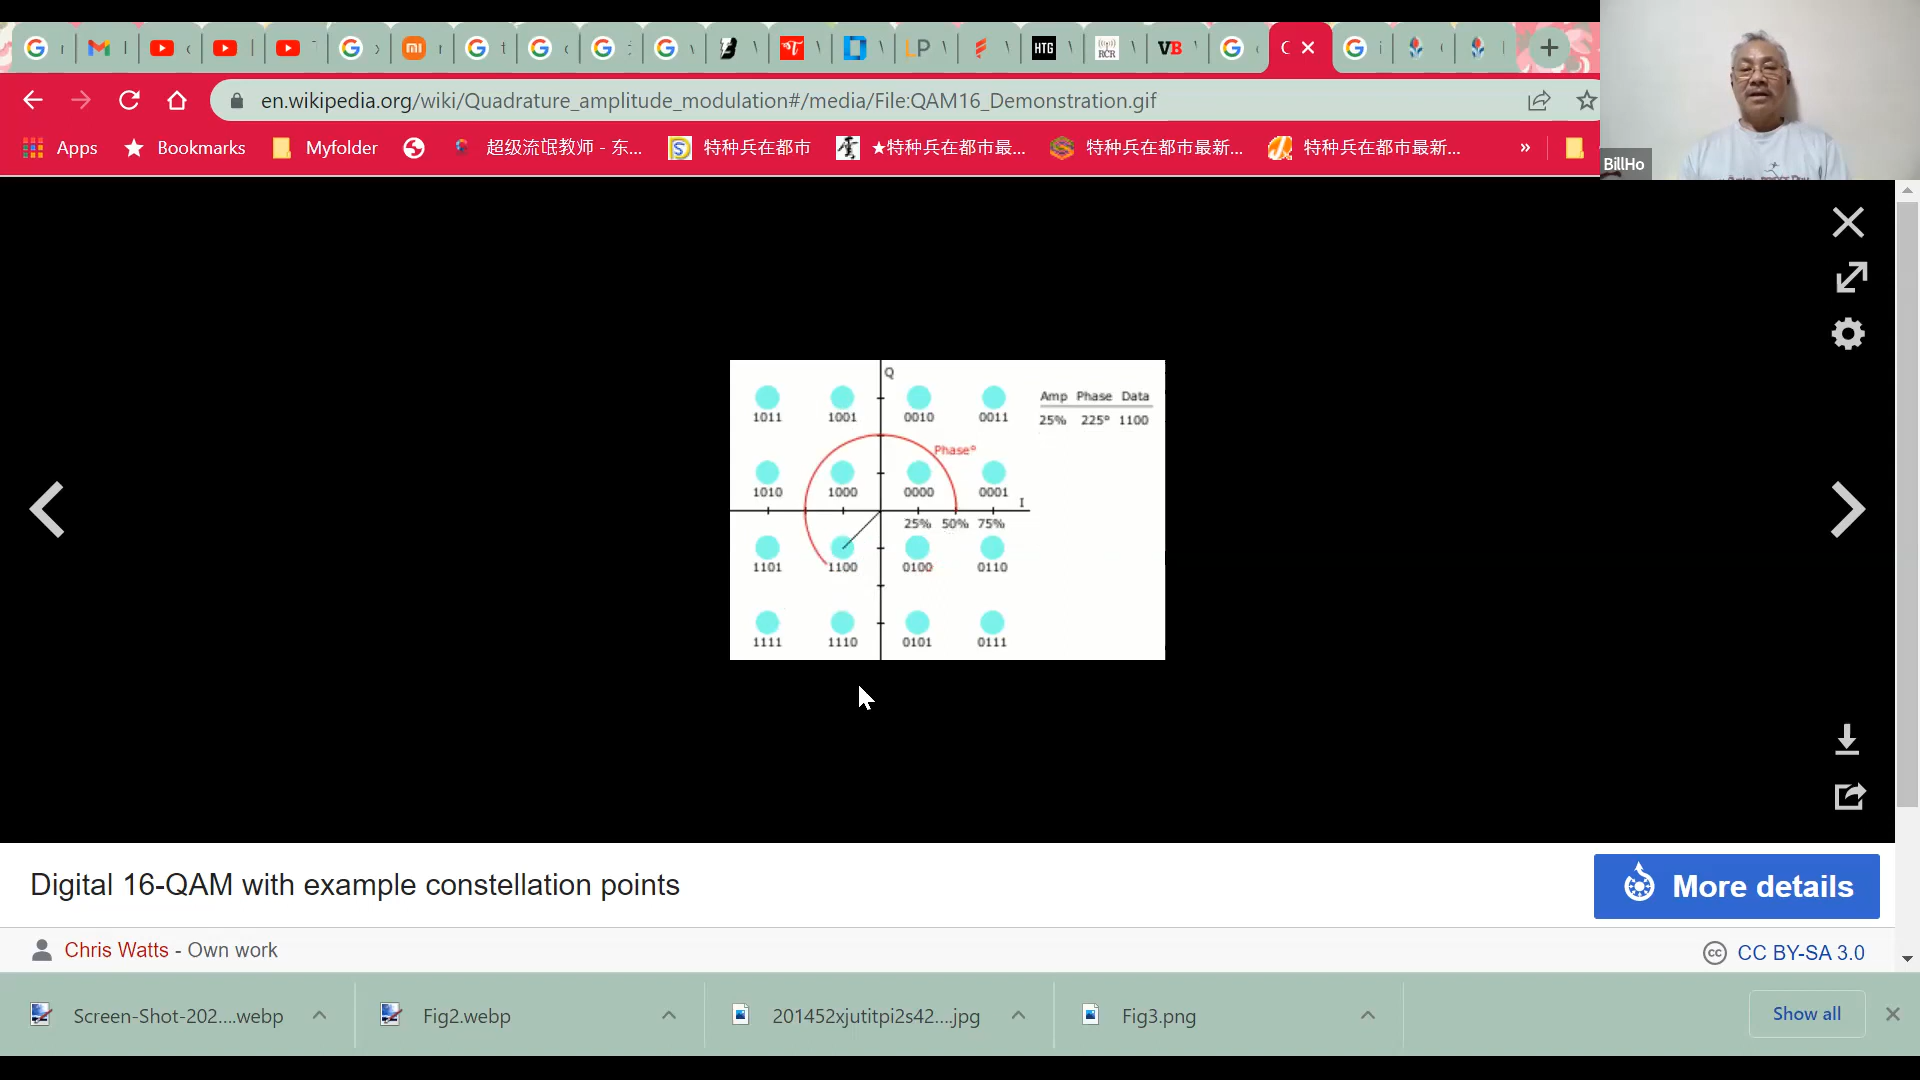 LP
HTG
RCR
VB
en.wikipedia.org/wiki/Quadrature_amplitude_modulation#/media/File:QAM16_Demonstration.gif
Apps
Bookmarks
Myfolder
超级流氓教师 - 东...
特种兵在都市
★特种兵在都市最...
特种兵在都市最新...
特种兵在都市最新...
»
BillHo
Q
Amp Phase Data
25% 225° 1100
1011 1001 0010 0011
Phase°
1010 1000 0000 0001
I
25% 50% 75%
1101 1100 0100 0110
1111 1110 0101 0111
Digital 16-QAM with example constellation points
More details
Chris Watts - Own work
cc CC BY-SA 3.0
Screen-Shot-202....webp
Fig2.webp
201452xjutitpi2s42....jpg
Fig3.png
Show all